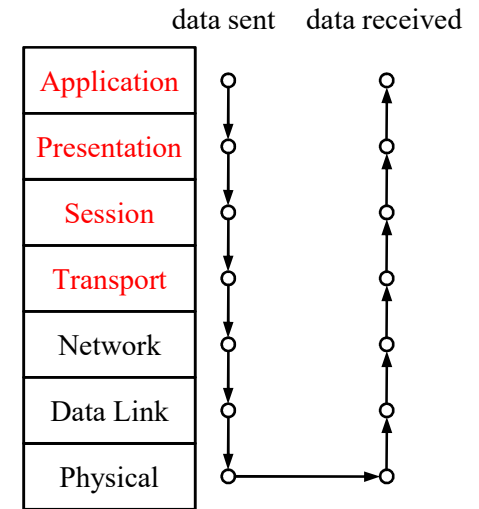 data sent data received
Application
Presentation
Session
Transport
Network
Data Link
Physical